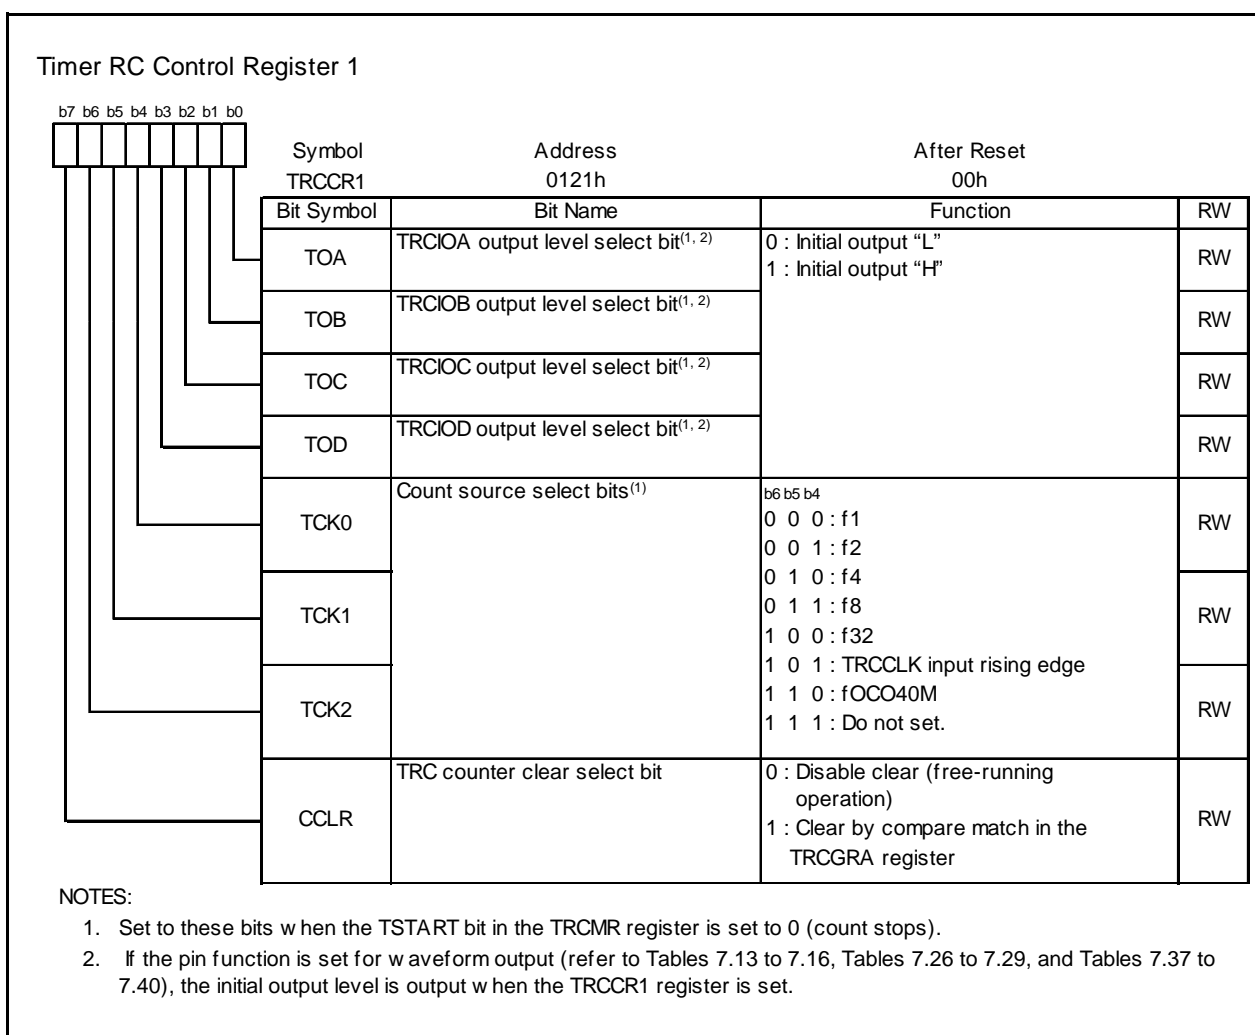 Timer RC Control Register 1
b7 b6 b5 b4 b3 b2 b1 b0
Symbol Address After Reset
TRCCR1 0121h 00h
Bit Symbol Bit Name Function RW
TOA TRCIOA output level select bit(1, 2) 0 : Initial output “L” RW
1 : Initial output “H”
TOB TRCIOB output level select bit(1, 2) RW
TOC TRCIOC output level select bit(1, 2) RW
TOD TRCIOD output level select bit(1, 2) RW
Count source select bits(1) b6 b5 b4
TCK0 0 0 0 : f1 RW
0 0 1 : f2
0 1 0 : f4
TCK1 0 1 1 : f8 RW
1 0 0 : f32
1 0 1 : TRCCLK input rising edge
TCK2 1 1 0 : fOCO40M RW
1 1 1 : Do not set.
TRC counter clear select bit 0 : Disable clear (free-running
operation)
CCLR 1 : Clear by compare match in the RW
TRCGRA register
NOTES:
1. Set to these bits when the TSTART bit in the TRCMR register is set to 0 (count stops).
2. If the pin function is set for waveform output (refer to Tables 7.13 to 7.16, Tables 7.26 to 7.29, and Tables 7.37 to
7.40), the initial output level is output when the TRCCR1 register is set.